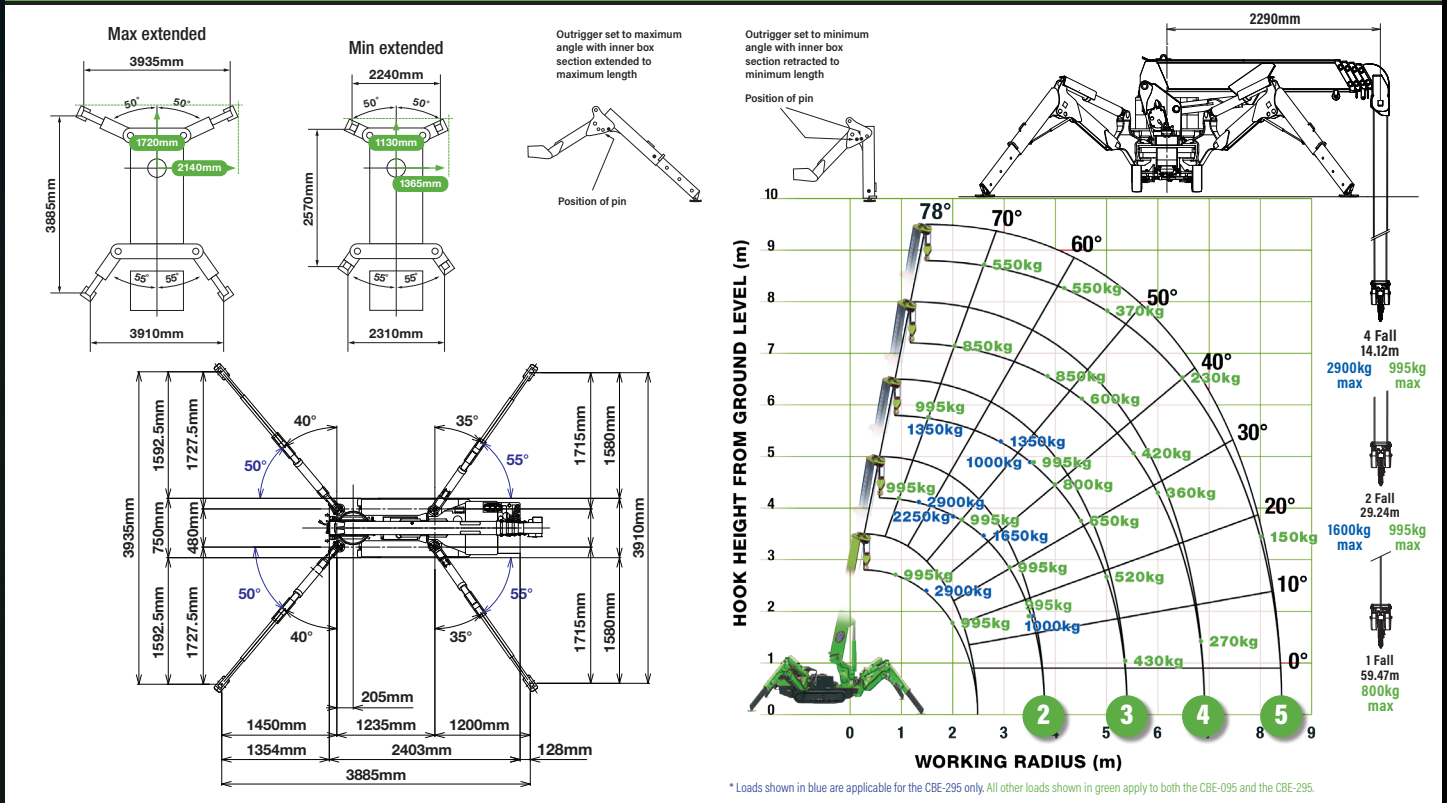 Max extended
3935mm
50°
50°
1720mm
2140mm
3885mm
55°
55°
3910mm
Min extended
2240mm
50°
50°
1130mm
1365mm
2570mm
55°
55°
2310mm
Outrigger set to maximum
angle with inner box
section extended to
maximum length
Position of pin
Outrigger set to minimum
angle with inner box
section retracted to
minimum length
Position of pin
2290mm
3935mm
1592.5mm
1727.5mm
750mm
480mm
1592.5mm
1727.5mm
40°
50°
35°
55°
50°
40°
55°
35°
1715mm
1580mm
3910mm
1715mm
1580mm
205mm
1450mm
1235mm
1200mm
1354mm
2403mm
128mm
3885mm
HOOK HEIGHT FROM GROUND LEVEL (m)
10
9
8
7
6
5
4
3
2
1
0
78°
70°
60°
50°
40°
30°
20°
10°
0°
550kg
550kg
370kg
230kg
150kg
850kg
850kg
600kg
420kg
360kg
270kg
995kg
1350kg
1350kg
1000kg
995kg
800kg
650kg
520kg
430kg
995kg
2900kg
2250kg
995kg
1650kg
995kg
995kg
1000kg
995kg
2900kg
995kg
2
3
4
5
0
1
2
3
4
5
6
7
8
9
WORKING RADIUS (m)
4 Fall
14.12m
2900kg 995kg
max max
2 Fall
29.24m
1600kg 995kg
max max
1 Fall
59.47m
800kg
max
* Loads shown in blue are applicable for the CBE-295 only. All other loads shown in green apply to both the CBE-095 and the CBE-295.